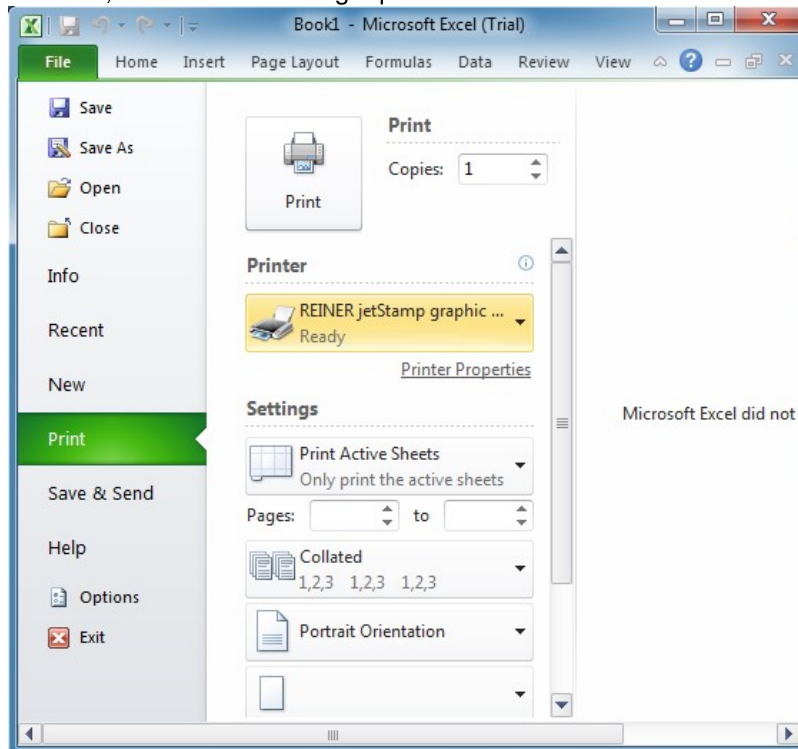 Book1 - Microsoft Excel (Trial)
File Home Insert Page Layout Formulas Data Review View
Save
Save As
Open
Close
Info
Recent
New
Print
Save & Send
Help
Options
Exit
Print
Print
Copies: 1
Printer
REINER jetStamp graphic ...
Ready
Printer Properties
Settings
Print Active Sheets
Only print the active sheets
Pages: to
Collated
1,2,3 1,2,3 1,2,3
Portrait Orientation
Microsoft Excel did not